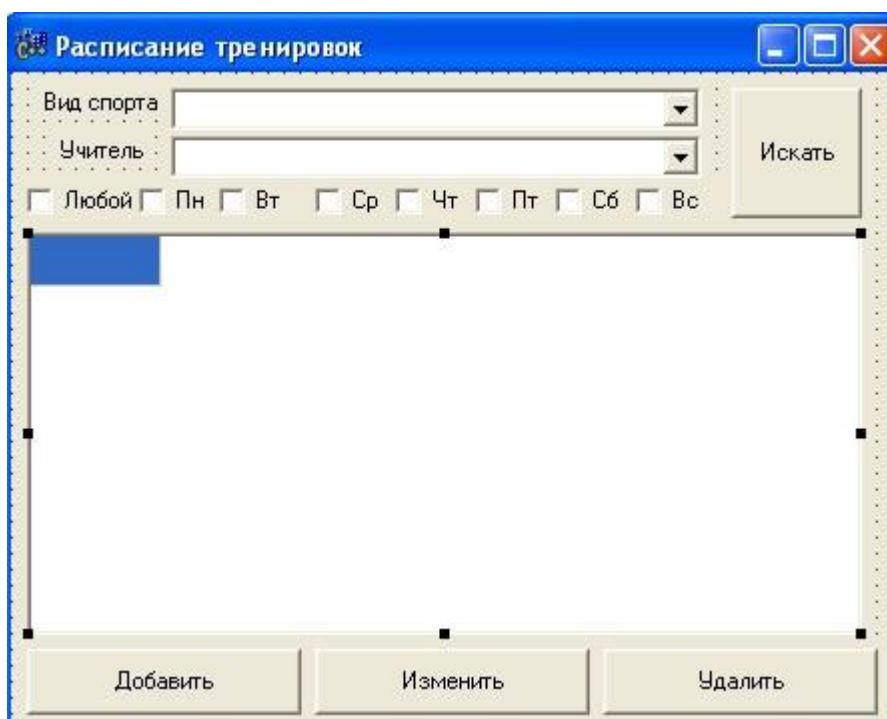 Расписание тренировок
Вид спорта
Учитель
Искать
Любой Пн Вт Ср Чт Пт Сб Вс
Добавить Изменить Удалить